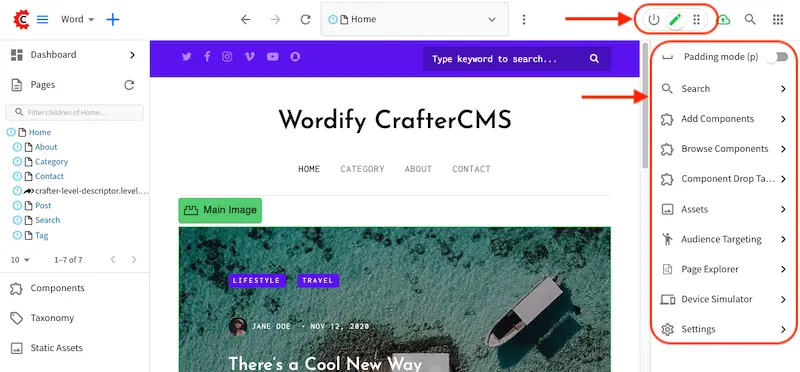 Word
Home
Dashboard
Pages
Filter children of Home...
Home
About
Category
Contact
crafter-level-descriptor.level....
Post
Search
Tag
10
1–7 of 7
Components
Taxonomy
Static Assets
Type keyword to search...
Wordify CrafterCMS
HOME CATEGORY ABOUT CONTACT
Main Image
LIFESTYLE TRAVEL
JANE DOE • NOV 12, 2020
There's a Cool New Way
Padding mode (p)
Search
Add Components
Browse Components
Component Drop Ta...
Assets
Audience Targeting
Page Explorer
Device Simulator
Settings